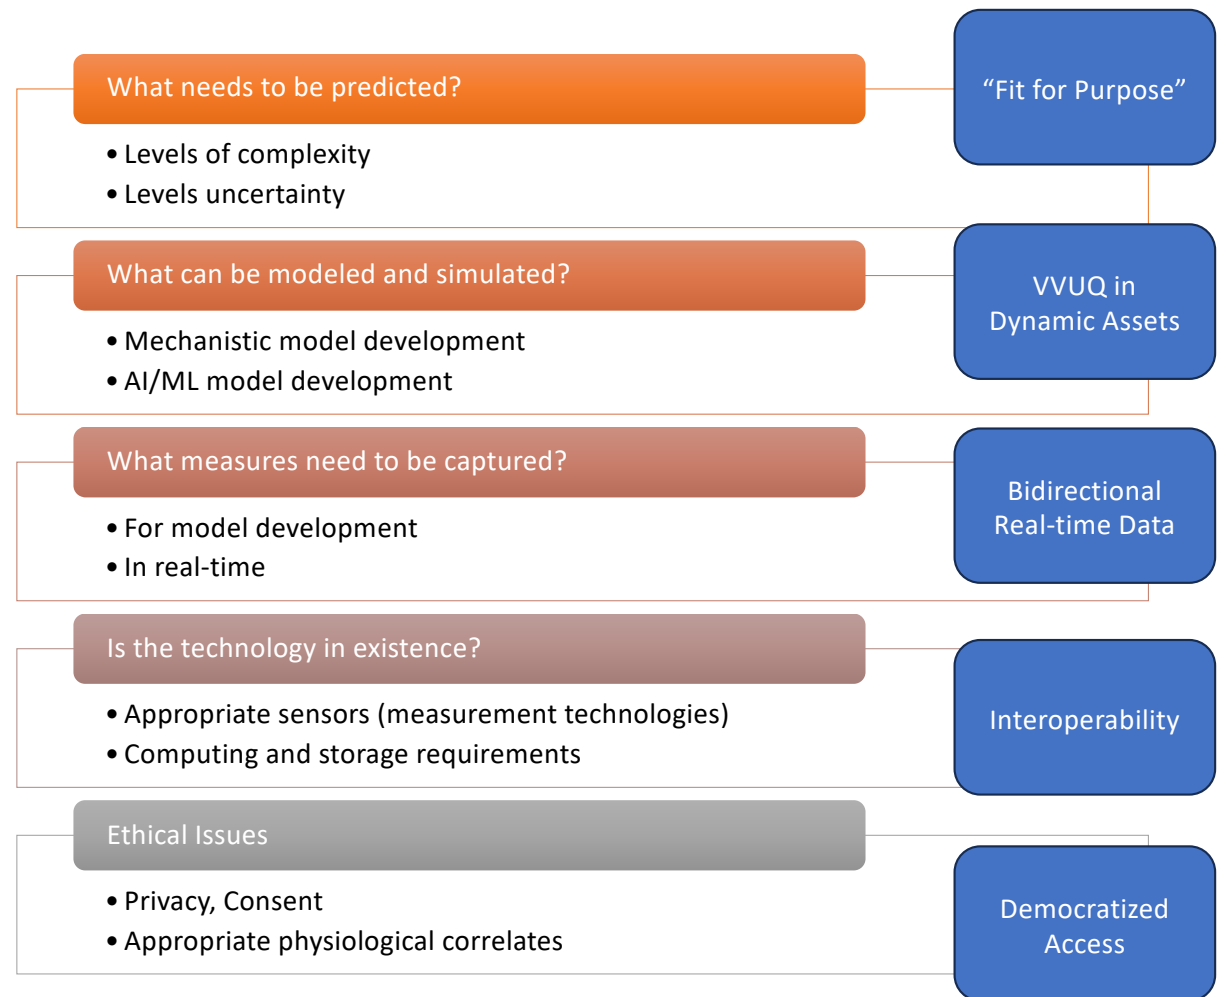 What needs to be predicted?
“Fit for Purpose”
• Levels of complexity
• Levels uncertainty
What can be modeled and simulated?
VVUQ in
Dynamic Assets
• Mechanistic model development
• AI/ML model development
What measures need to be captured?
Bidirectional
Real-time Data
• For model development
• In real-time
Is the technology in existence?
Interoperability
• Appropriate sensors (measurement technologies)
• Computing and storage requirements
Ethical Issues
Democratized
Access
• Privacy, Consent
• Appropriate physiological correlates